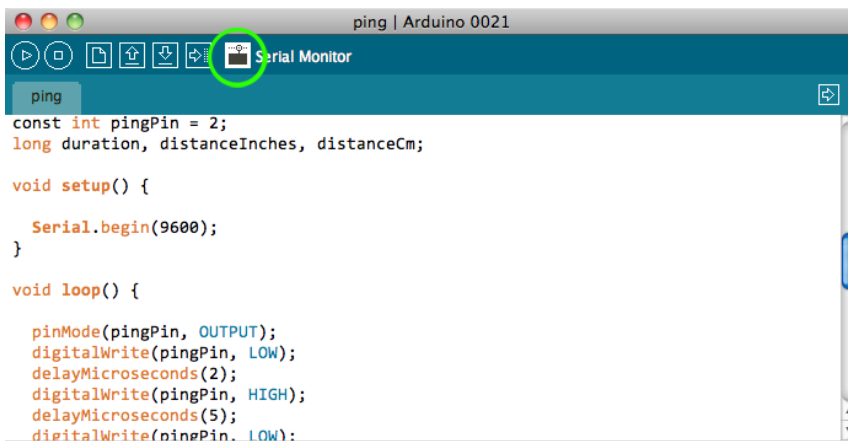 ping | Arduino 0021
Serial Monitor
ping
const int pingPin = 2;
long duration, distanceInches, distanceCm;
void setup() {
Serial.begin(9600);
}
void loop() {
pinMode(pingPin, OUTPUT);
digitalWrite(pingPin, LOW);
delayMicroseconds(2);
digitalWrite(pingPin, HIGH);
delayMicroseconds(5);
digitalWrite(pingPin, LOW);